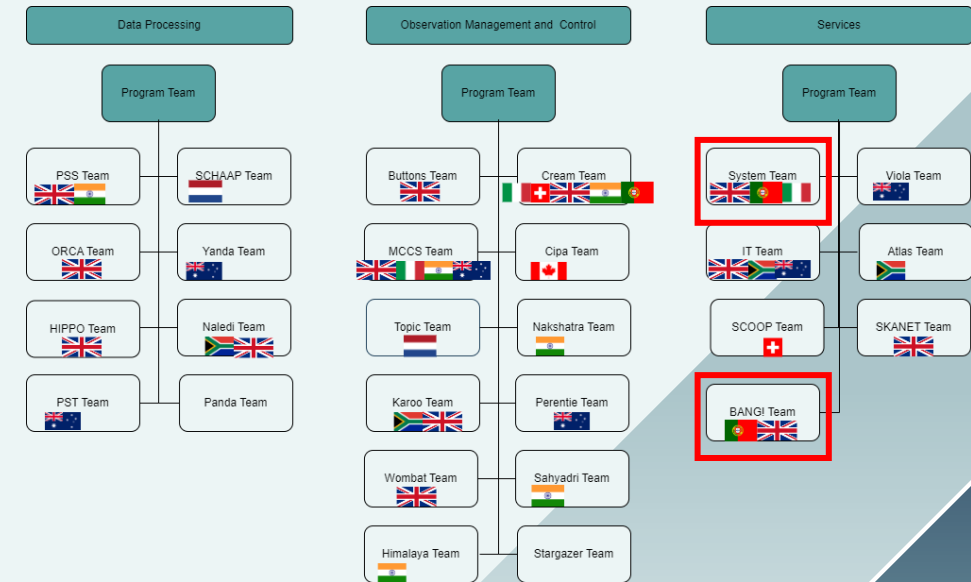 Data Processing
Observation Management and Control
Services
Program Team
Program Team
Program Team
PSS Team
SCHAAP Team
Buttons Team
Cream Team
System Team
Viola Team
ORCA Team
Yanda Team
MCCS Team
Cipa Team
IT Team
Atlas Team
HIPPO Team
Naledi Team
Topic Team
Nakshatra Team
SCOOP Team
SKANET Team
PST Team
Panda Team
Karoo Team
Perentie Team
BANG! Team
Wombat Team
Sahyadri Team
Himalaya Team
Stargazer Team